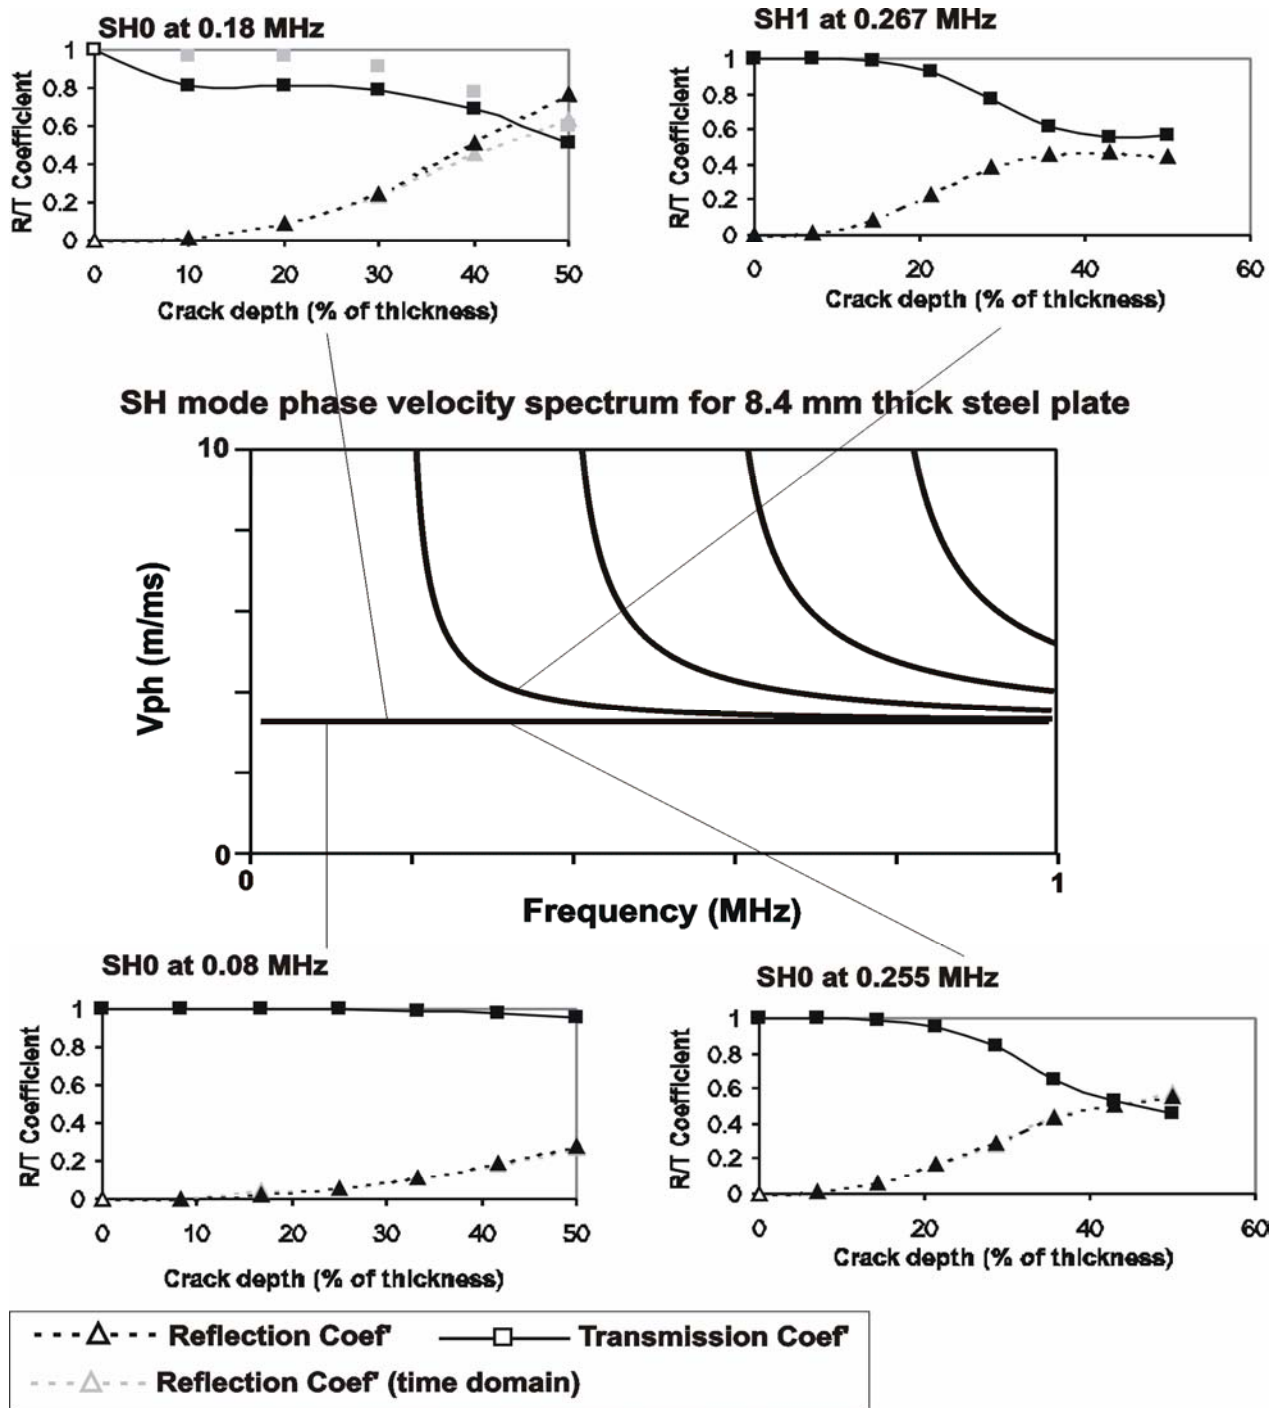 SH0 at 0.18 MHz
R/T Coefficient
1
0.8
0.6
0.4
0.2
0
0 10 20 30 40 50
Crack depth (% of thickness)
SH1 at 0.267 MHz
R/T Coefficient
1
0.8
0.6
0.4
0.2
0
0 20 40 60
Crack depth (% of thickness)
SH mode phase velocity spectrum for 8.4 mm thick steel plate
Vph (m/ms)
10
0
0 1
Frequency (MHz)
SH0 at 0.08 MHz
R/T Coefficient
1
0.8
0.6
0.4
0.2
0
0 10 20 30 40 50
Crack depth (% of thickness)
SH0 at 0.255 MHz
R/T Coefficient
1
0.8
0.6
0.4
0.2
0
0 20 40 60
Crack depth (% of thickness)
Reflection Coef' Transmission Coef'
Reflection Coef' (time domain)